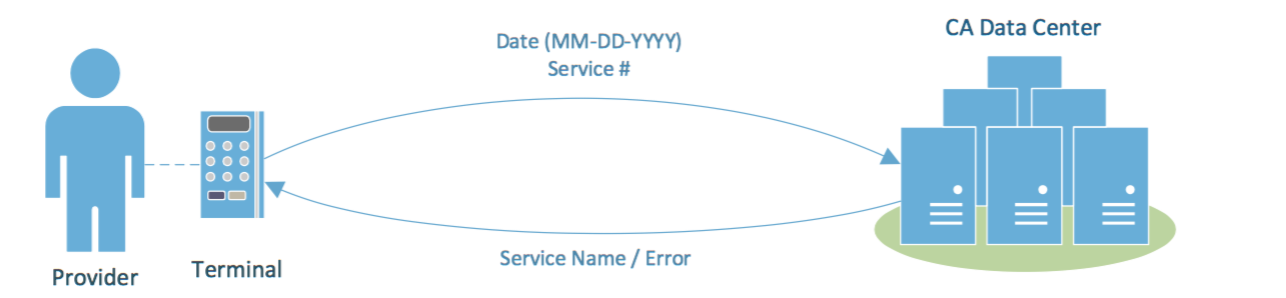 CA Data Center
Date (MM-DD-YYYY)
Service #
Service Name / Error
Provider
Terminal